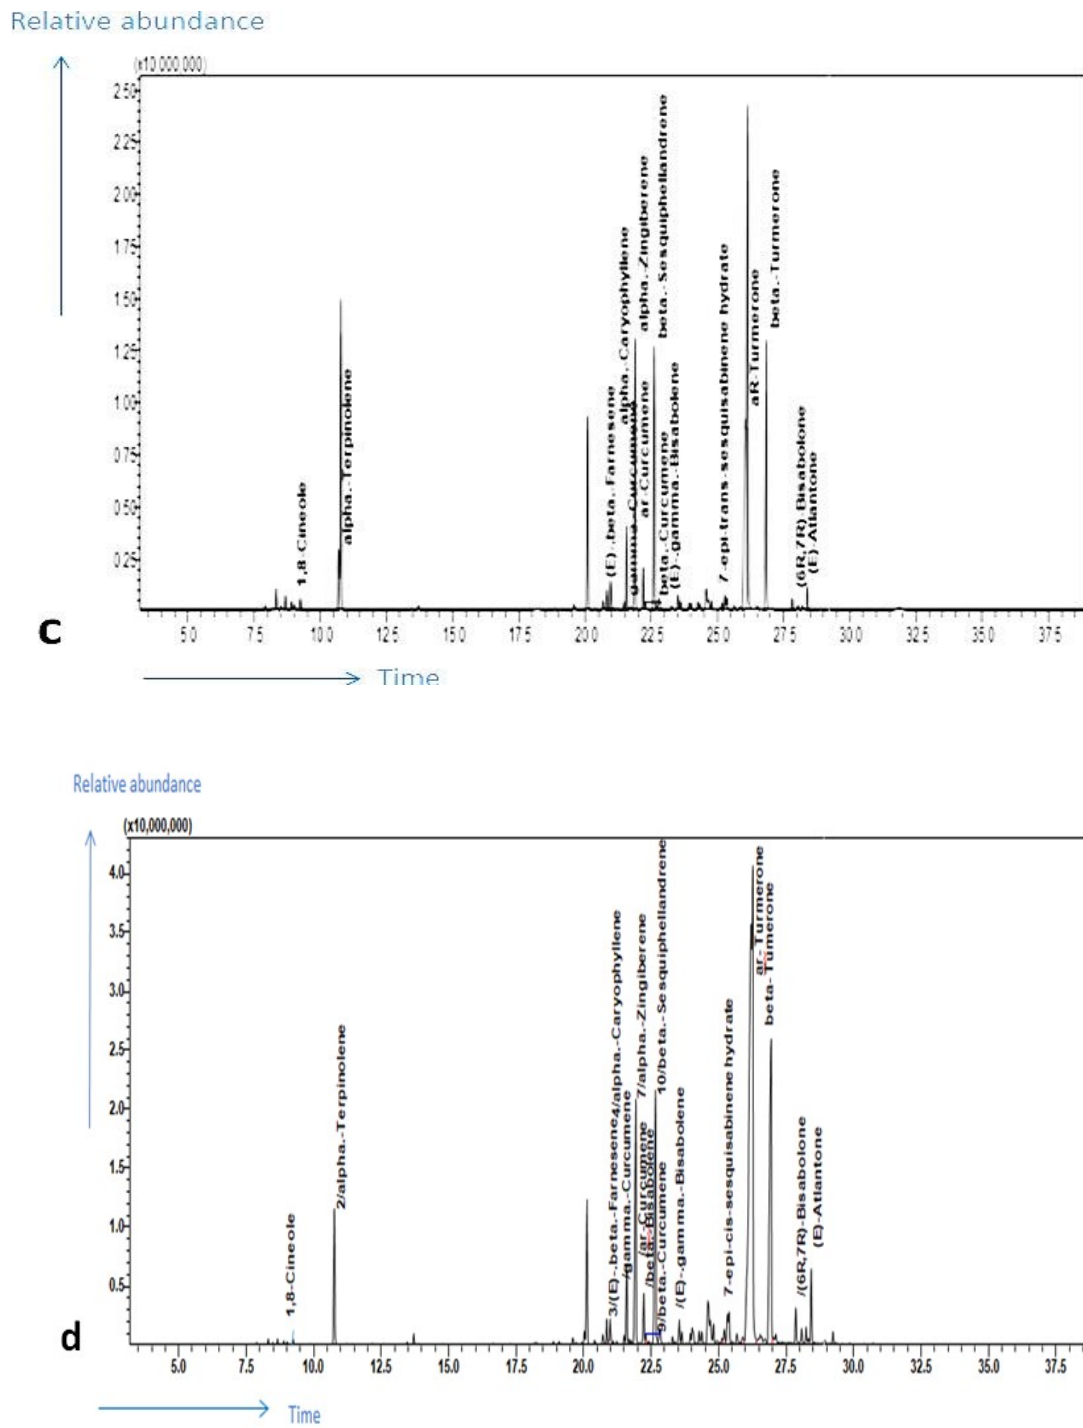 Relative abundance
(x10 000,000)
2.50
2.25
2.00
1.75
1.50
1.25
1.00
0.75
0.50
0.25
1,8-Cineole
alpha.-Terpinolene
(E)-.beta.-Farnesene
alpha.-Caryophyllene
gamma.-Curcumene
alpha.-Zingiberene
ar-Curcumene
beta.-Sesquiphellandrene
beta.-Curcumene
(E)-gamma.-Bisabolene
7-epi-trans-sesquisabinene hydrate
aR-Turmerone
beta.-Turmerone
(6R,7R)-Bisabolone
(E)-Atlantone
5.0 7.5 10.0 12.5 15.0 17.5 20.0 22.5 25.0 27.5 30.0 32.5 35.0 37.5
c
Time
Relative abundance
(x10,000,000)
4.0
3.5
3.0
2.5
2.0
1.5
1.0
0.5
1,8-Cineole
2/alpha.-Terpinolene
3/(E)-.beta.-Farnesene
4/alpha.-Caryophyllene
/gamma.-Curcumene
7/alpha.-Zingiberene
/ar-Curcumene
/beta.-Bisabolene
10/beta.-Sesquiphellandrene
9/beta.-Curcumene
/(E)-.gamma.-Bisabolene
7-epi-cis-sesquisabinene hydrate
ar-Turmerone
beta-Tumerone
/(6R,7R)-Bisabolone
(E)-Atlantone
5.0 7.5 10.0 12.5 15.0 17.5 20.0 22.5 25.0 27.5 30.0 32.5 35.0 37.5
d
Time